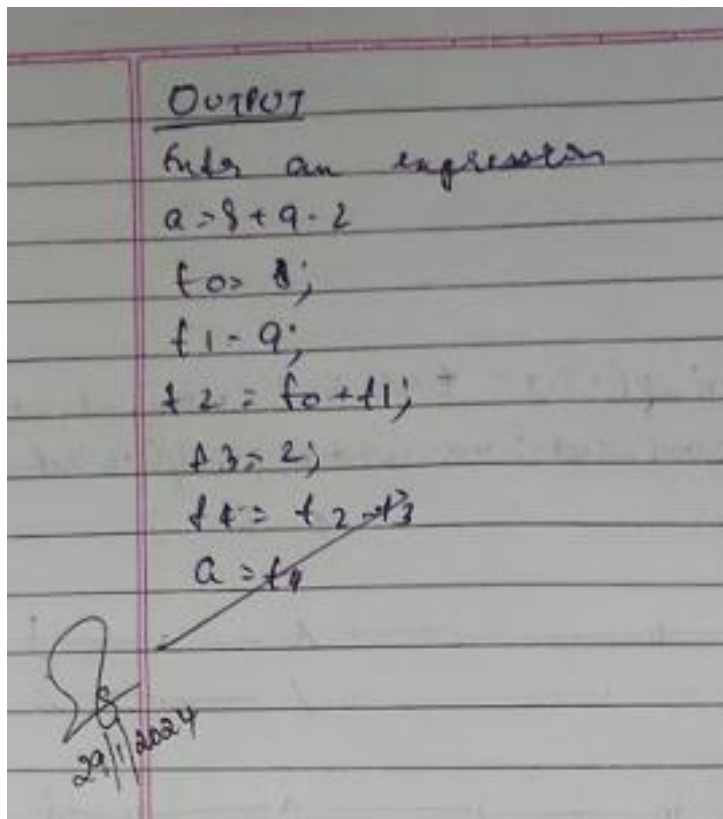 OUTPUT
Enter an expression
a=8+9-2
t0= 8;
t1=9;
t2=t0+t1;
t3=2;
t4=t2-t3
a=t4
29/1/2024